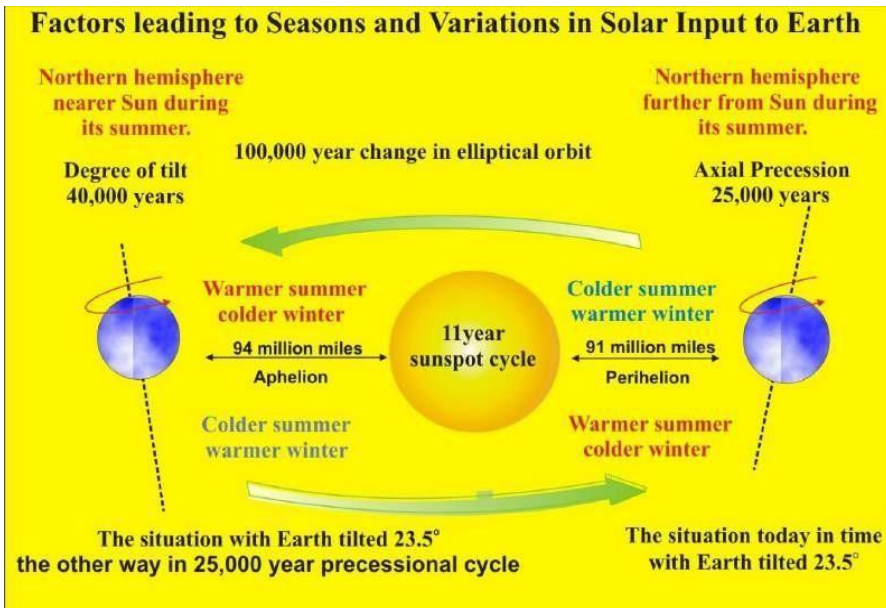 Factors leading to Seasons and Variations in Solar Input to Earth
Northern hemisphere
nearer Sun during
its summer.
Degree of tilt
40,000 years
100,000 year change in elliptical orbit
Northern hemisphere
further from Sun during
its summer.
Axial Precession
25,000 years
Warmer summer
colder winter
94 million miles
Aphelion
Colder summer
warmer winter
11year
sunspot cycle
Colder summer
warmer winter
91 million miles
Perihelion
Warmer summer
colder winter
The situation with Earth tilted 23.5°
the other way in 25,000 year precessional cycle
The situation today in time
with Earth tilted 23.5°